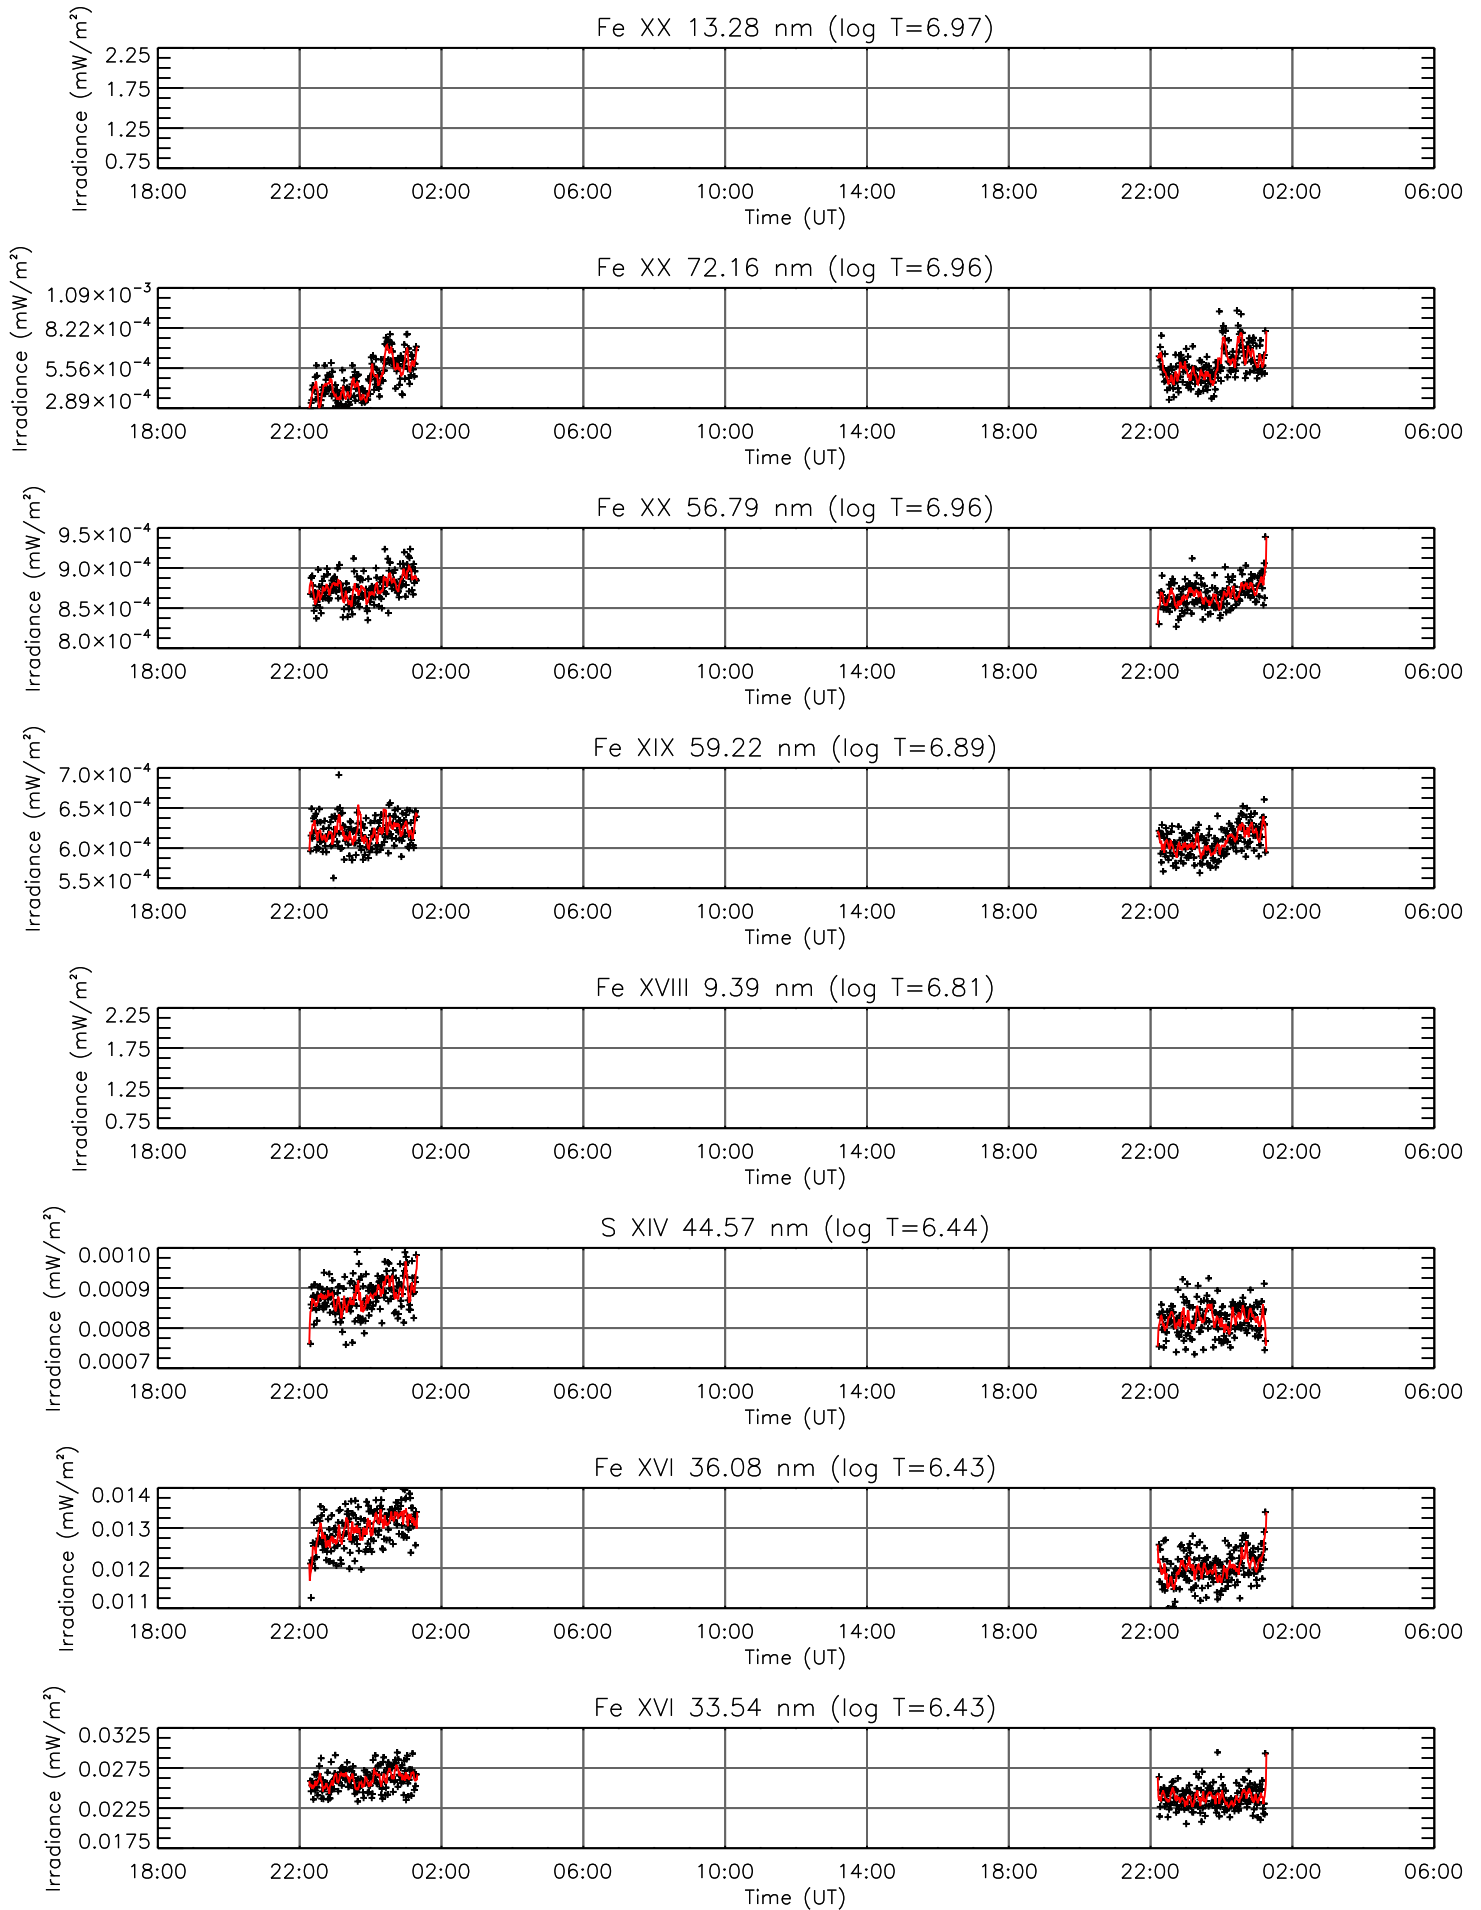 Fe XX 13.28 nm (log T=6.97)
Irradiance (mW/m²)
2.25
1.75
1.25
0.75
18:00 22:00 02:00 06:00 10:00 14:00 18:00 22:00 02:00 06:00
Time (UT)
Fe XX 72.16 nm (log T=6.96)
Irradiance (mW/m²)
1.09×10⁻³
8.22×10⁻⁴
5.56×10⁻⁴
2.89×10⁻⁴
18:00 22:00 02:00 06:00 10:00 14:00 18:00 22:00 02:00 06:00
Time (UT)
Fe XX 56.79 nm (log T=6.96)
Irradiance (mW/m²)
9.5×10⁻⁴
9.0×10⁻⁴
8.5×10⁻⁴
8.0×10⁻⁴
18:00 22:00 02:00 06:00 10:00 14:00 18:00 22:00 02:00 06:00
Time (UT)
Fe XIX 59.22 nm (log T=6.89)
Irradiance (mW/m²)
7.0×10⁻⁴
6.5×10⁻⁴
6.0×10⁻⁴
5.5×10⁻⁴
18:00 22:00 02:00 06:00 10:00 14:00 18:00 22:00 02:00 06:00
Time (UT)
Fe XVIII 9.39 nm (log T=6.81)
Irradiance (mW/m²)
2.25
1.75
1.25
0.75
18:00 22:00 02:00 06:00 10:00 14:00 18:00 22:00 02:00 06:00
Time (UT)
S XIV 44.57 nm (log T=6.44)
Irradiance (mW/m²)
0.0010
0.0009
0.0008
0.0007
18:00 22:00 02:00 06:00 10:00 14:00 18:00 22:00 02:00 06:00
Time (UT)
Fe XVI 36.08 nm (log T=6.43)
Irradiance (mW/m²)
0.014
0.013
0.012
0.011
18:00 22:00 02:00 06:00 10:00 14:00 18:00 22:00 02:00 06:00
Time (UT)
Fe XVI 33.54 nm (log T=6.43)
Irradiance (mW/m²)
0.0325
0.0275
0.0225
0.0175
18:00 22:00 02:00 06:00 10:00 14:00 18:00 22:00 02:00 06:00
Time (UT)